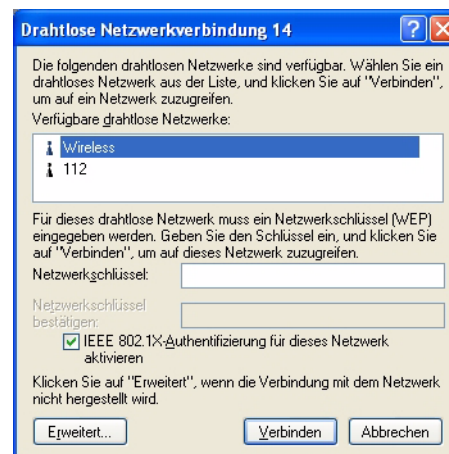 Drahtlose Netzwerkverbindung 14
Die folgenden drahtlosen Netzwerke sind verfügbar. Wählen Sie ein
drahtloses Netzwerk aus der Liste, und klicken Sie auf "Verbinden",
um auf ein Netzwerk zuzugreifen.
Verfügbare drahtlose Netzwerke:
Wireless
112
Für dieses drahtlose Netzwerk muss ein Netzwerkschlüssel (WEP)
eingegeben werden. Geben Sie den Schlüssel ein, und klicken Sie
auf "Verbinden", um auf dieses Netzwerk zuzugreifen.
Netzwerkschlüssel:
Netzwerkschlüssel
bestätigen:
IEEE 802.1X-Authentifizierung für dieses Netzwerk
aktivieren
Klicken Sie auf "Erweitert", wenn die Verbindung mit dem Netzwerk
nicht hergestellt wird.
Erweitert... Verbinden Abbrechen